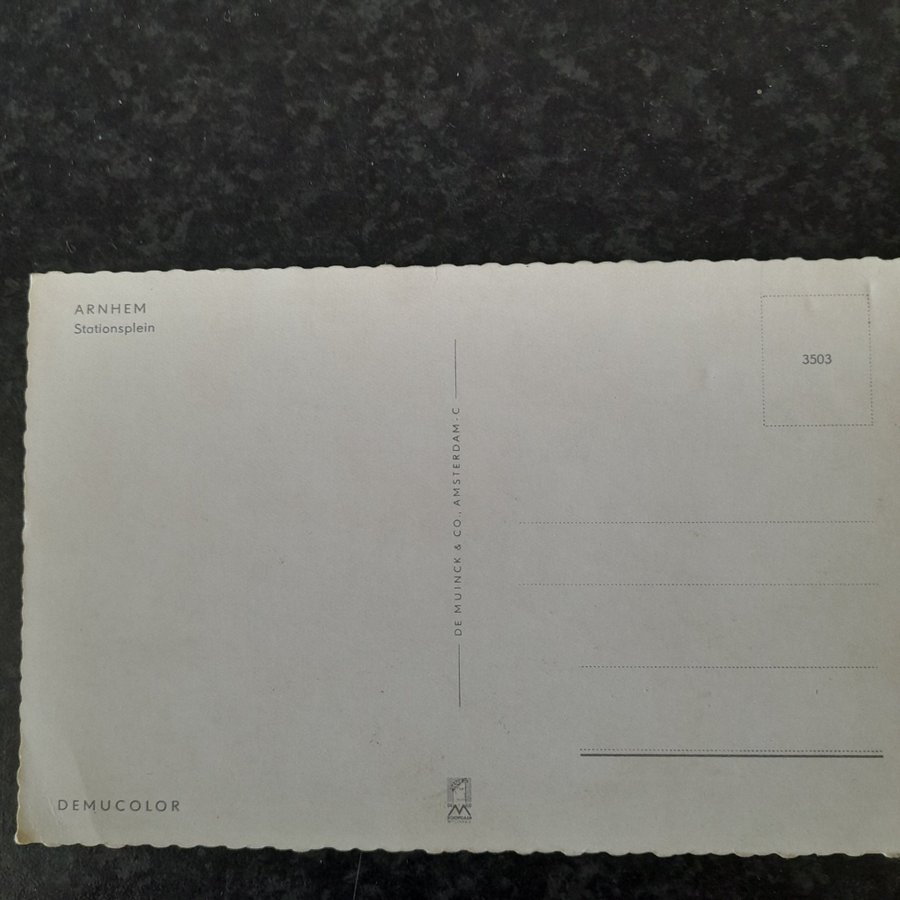 ARNHEM
Stationsplein
3503
DE MUINCK & CO., AMSTERDAM-C
DEMUCOLOR